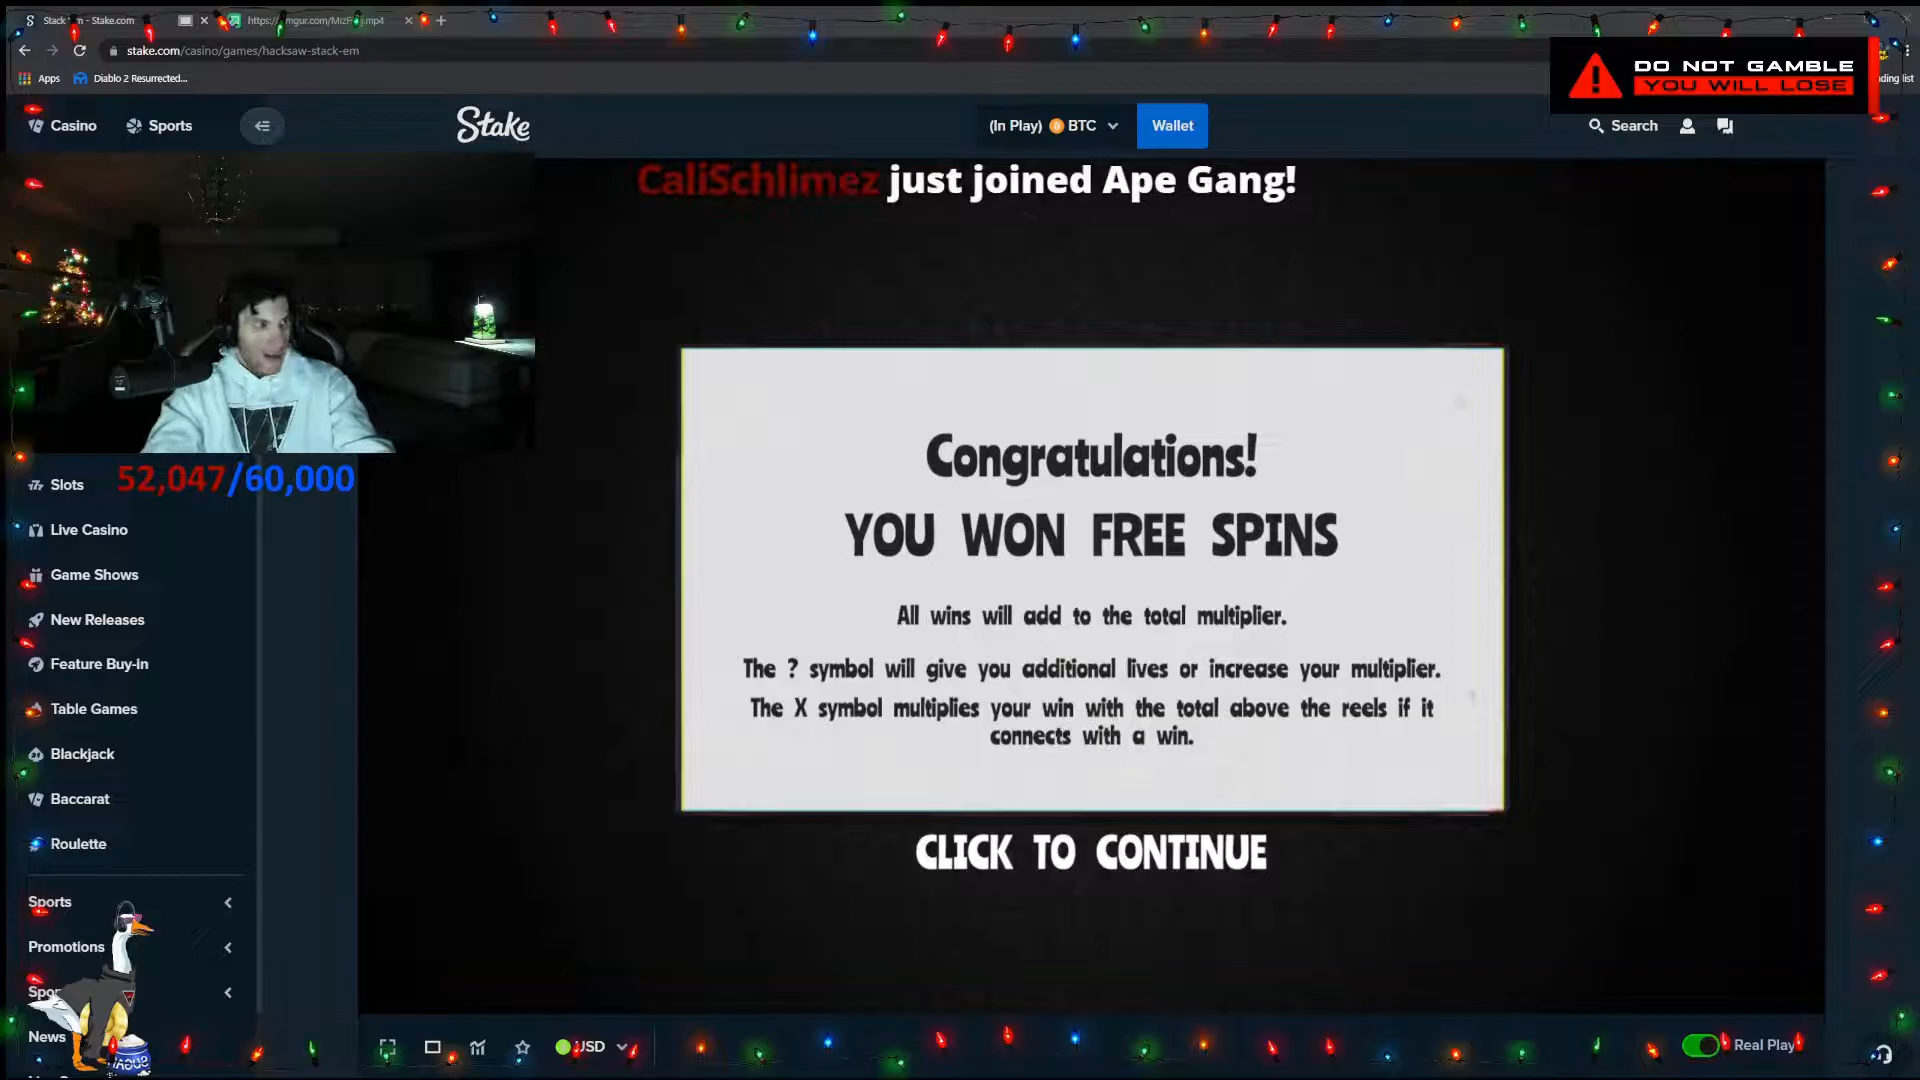 Stack
Stake.com
stake.com/casino/games/hacksaw-stack-em
Apps
Diablo 2 Resurrected...
DO NOT GAMBLE
YOU WILL LOSE
Casino
Sports
Stake
(In Play)
BTC
Wallet
Search
CaliSchlimez just joined Ape Gang!
Congratulations!
YOU WON FREE SPINS
All wins will add to the total multiplier.
The ? symbol will give you additional lives or increase your multiplier.
The X symbol multiplies your win with the total above the reels if it
connects with a win.
CLICK TO CONTINUE
52,047/60,000
Slots
Live Casino
Game Shows
New Releases
Feature Buy-in
Table Games
Blackjack
Baccarat
Roulette
Sports
Promotions
News
USD
Real Play